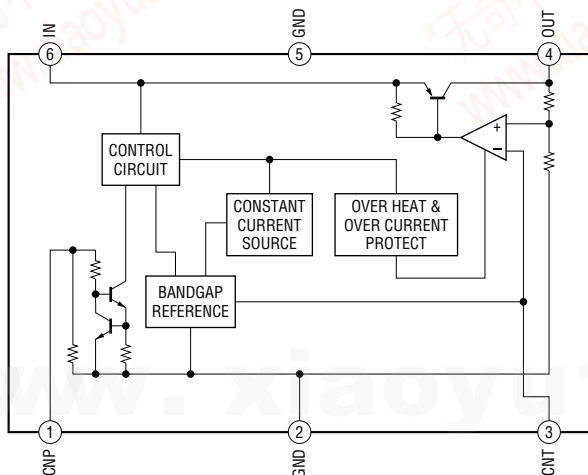 IN
GND
OUT
6
5
4
+
−
CONTROL
CIRCUIT
CONSTANT
CURRENT
SOURCE
OVER HEAT &
OVER CURRENT
PROTECT
BANDGAP
REFERENCE
www.xiaoyu
1
2
3
CNP
GND
CNT